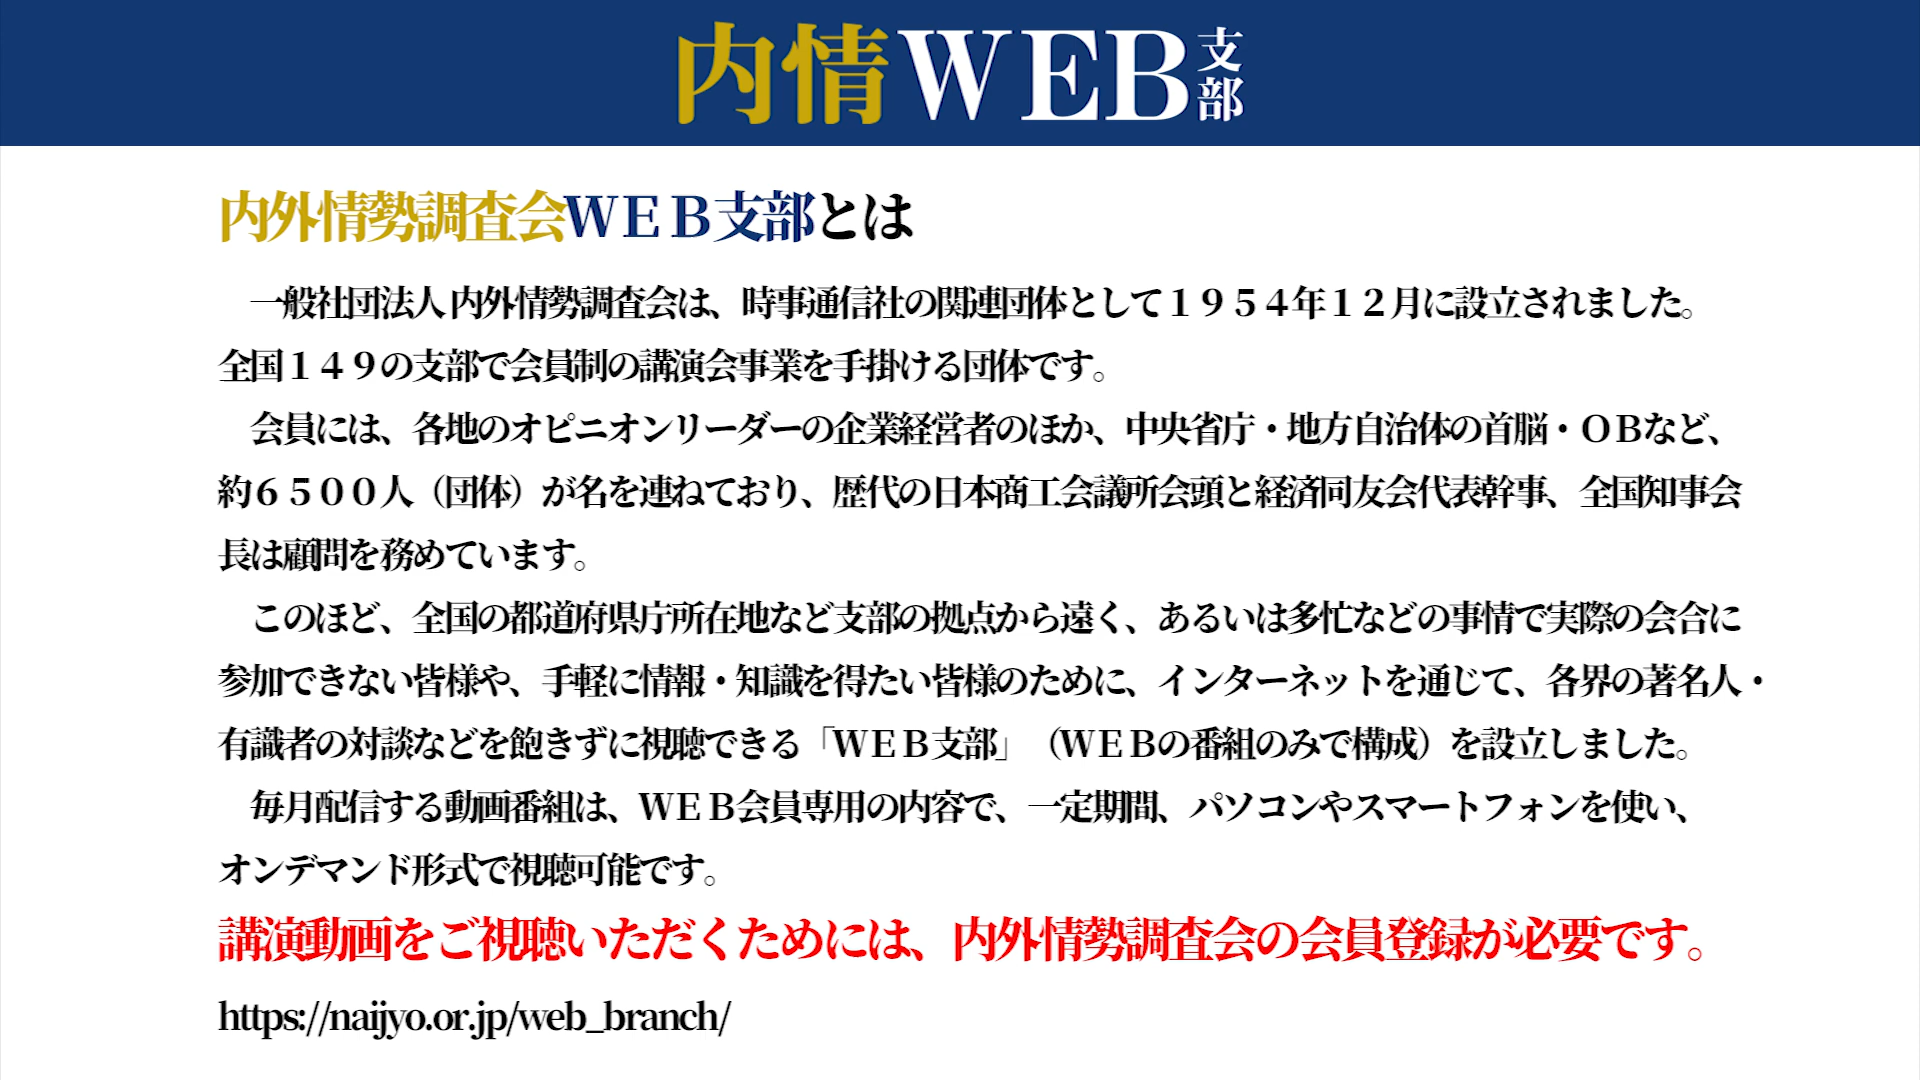 内情WEB支部
内外情勢調査会ＷＥＢ支部とは
　一般社団法人内外情勢調査会は、時事通信社の関連団体として１９５４年１２月に設立されました。
全国１４９の支部で会員制の講演会事業を手掛ける団体です。
　会員には、各地のオピニオンリーダーの企業経営者のほか、中央省庁・地方自治体の首脳・ＯＢなど、
約６５００人（団体）が名を連ねており、歴代の日本商工会議所会頭と経済同友会代表幹事、全国知事会
長は顧問を務めています。
　このほど、全国の都道府県庁所在地など支部の拠点から遠く、あるいは多忙などの事情で実際の会合に
参加できない皆様や、手軽に情報・知識を得たい皆様のために、インターネットを通じて、各界の著名人・
有識者の対談などを飽きずに視聴できる「ＷＥＢ支部」（ＷＥＢの番組のみで構成）を設立しました。
　毎月配信する動画番組は、ＷＥＢ会員専用の内容で、一定期間、パソコンやスマートフォンを使い、
オンデマンド形式で視聴可能です。
講演動画をご視聴いただくためには、内外情勢調査会の会員登録が必要です。
https://naijyo.or.jp/web_branch/